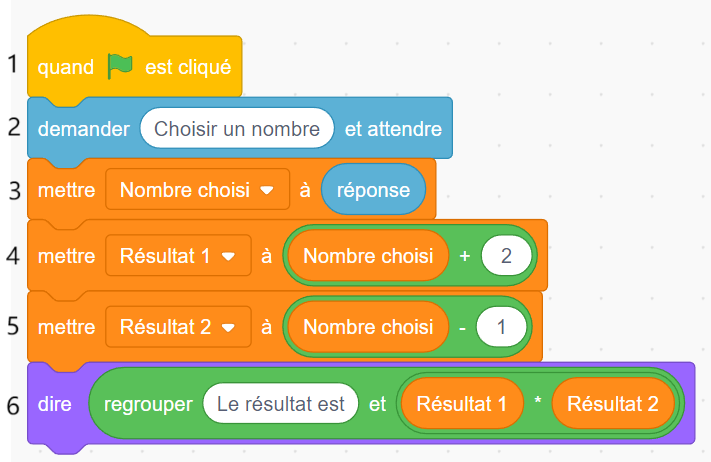 1 quand est cliqué
2 demander Choisir un nombre et attendre
3 mettre Nombre choisi à réponse
4 mettre Résultat 1 à Nombre choisi + 2
5 mettre Résultat 2 à Nombre choisi - 1
6 dire regrouper Le résultat est et Résultat 1 * Résultat 2